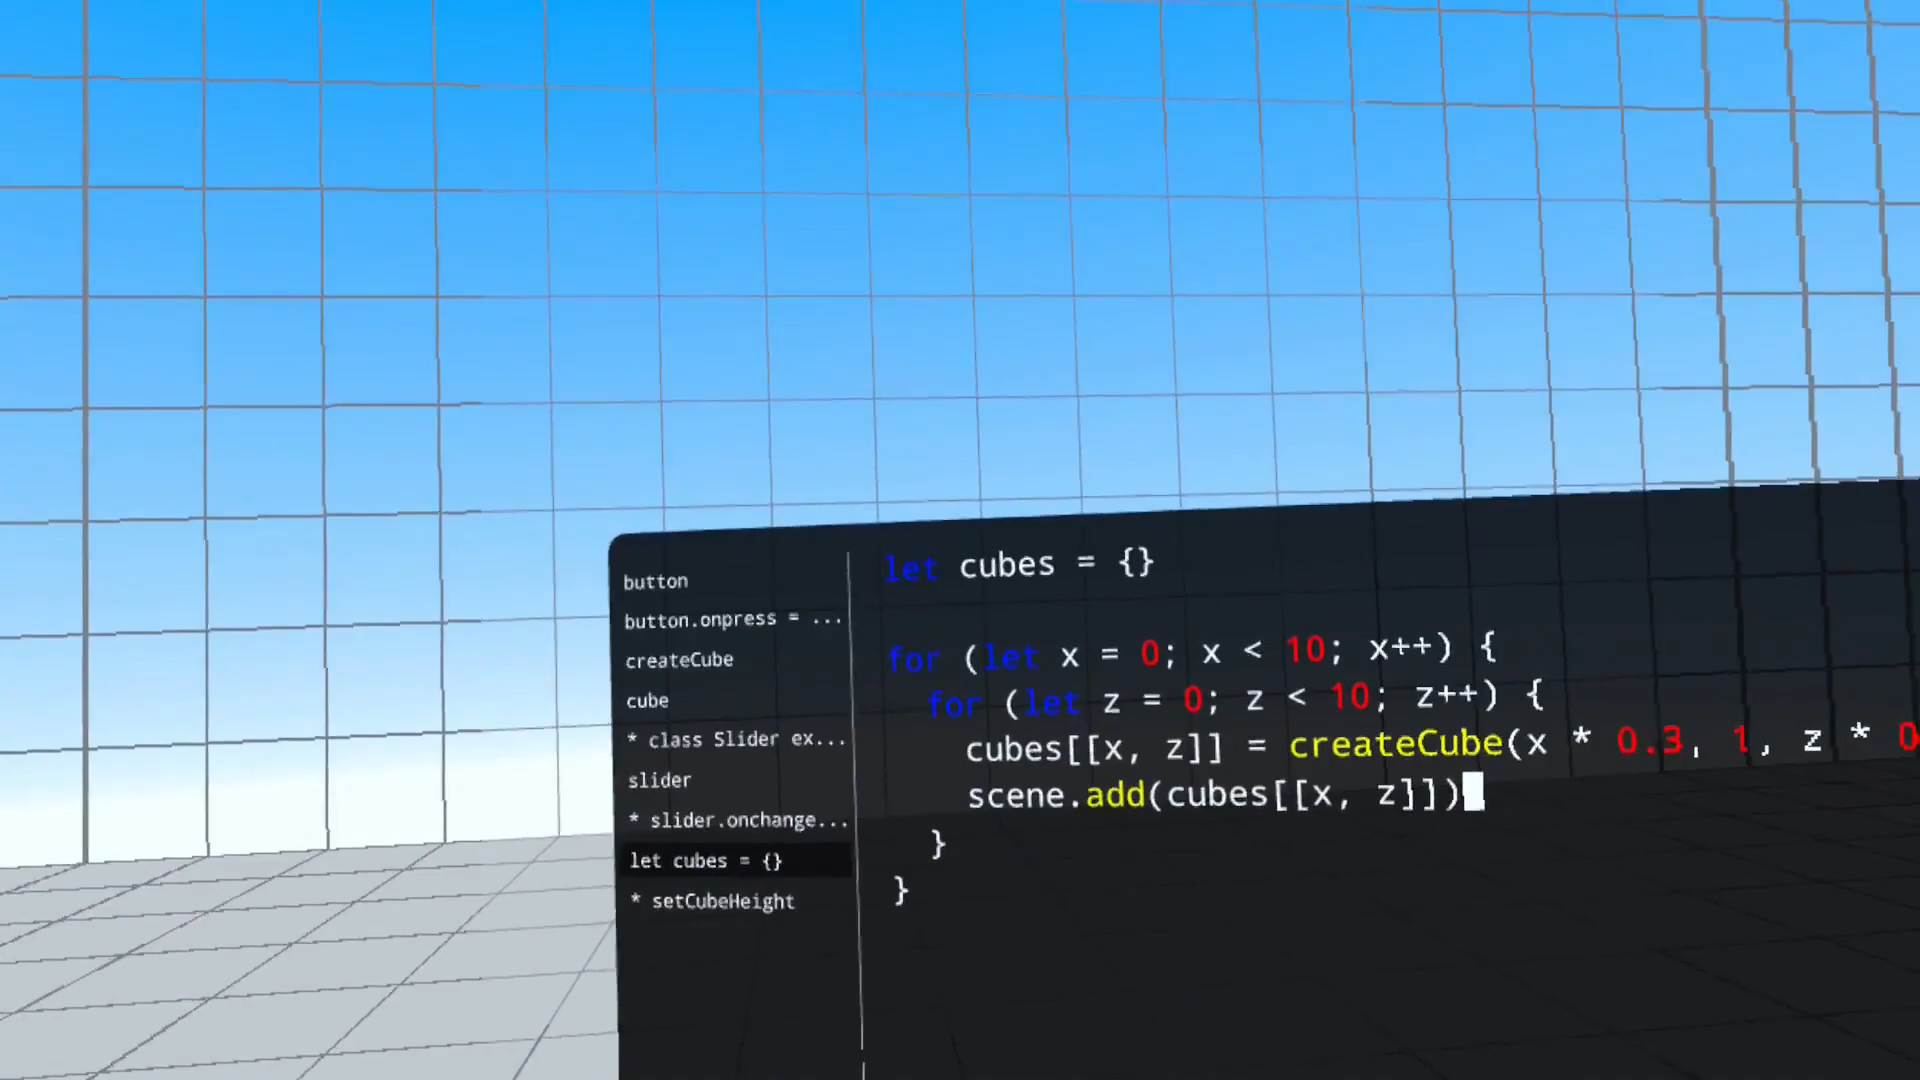 button
button.onpress = ...
createCube
cube
* class Slider ex...
slider
* slider.onchange...
let cubes = {}
* setCubeHeight
let cubes = {}
for (let x = 0; x < 10; x++) {
for (let z = 0; z < 10; z++) {
cubes[[x, z]] = createCube(x * 0.3, 1, z * 0
scene.add(cubes[[x, z]])
}
}